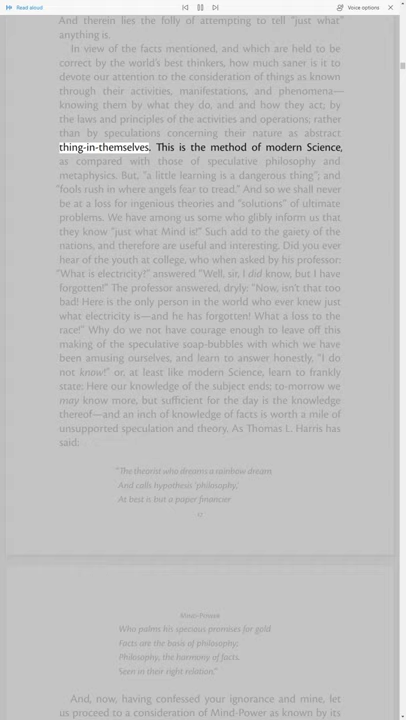 Read aloud
Voice options
And therein lies the folly of attempting to tell "just what"
anything is.
In view of the facts mentioned, and which are held to be
correct by the world's best thinkers, how much saner is it to
devote our attention to the consideration of things as known
through their activities, manifestations, and phenomena—
knowing them by what they do, and and how they act; by
the laws and principles of the activities and operations; rather
than by speculations concerning their nature as abstract
thing-in-themselves. This is the method of modern Science,
as compared with those of speculative philosophy and
metaphysics. But, "a little learning is a dangerous thing"; and
"fools rush in where angels fear to tread." And so we shall never
be at a loss for ingenious theories and "solutions" of ultimate
problems. We have among us some who glibly inform us that
they know "just what Mind is!" Such add to the gaiety of the
nations, and therefore are useful and interesting. Did you ever
hear of the youth at college, who when asked by his professor:
"What is electricity?" answered "Well, sir, I did know, but I have
forgotten!" The professor answered, dryly: "Now, isn't that too
bad! Here is the only person in the world who ever knew just
what electricity is—and he has forgotten! What a loss to the
race!" Why do we not have courage enough to leave off this
making of the speculative soap-bubbles with which we have
been amusing ourselves, and learn to answer honestly, "I do
not know!" or, at least like modern Science, learn to frankly
state: Here our knowledge of the subject ends; to-morrow we
may know more, but sufficient for the day is the knowledge
thereof—and an inch of knowledge of facts is worth a mile of
unsupported speculation and theory. As Thomas L. Harris has
said:
"The theorist who dreams a rainbow dream
And calls hypothesis 'philosophy,'
At best is but a paper financier
Mind-Power
Who palms his specious promises for gold
Facts are the basis of philosophy;
Philosophy, the harmony of facts,
Seen in their right relation."
And, now, having confessed your ignorance and mine, let
us proceed to a consideration of Mind-Power as known by its